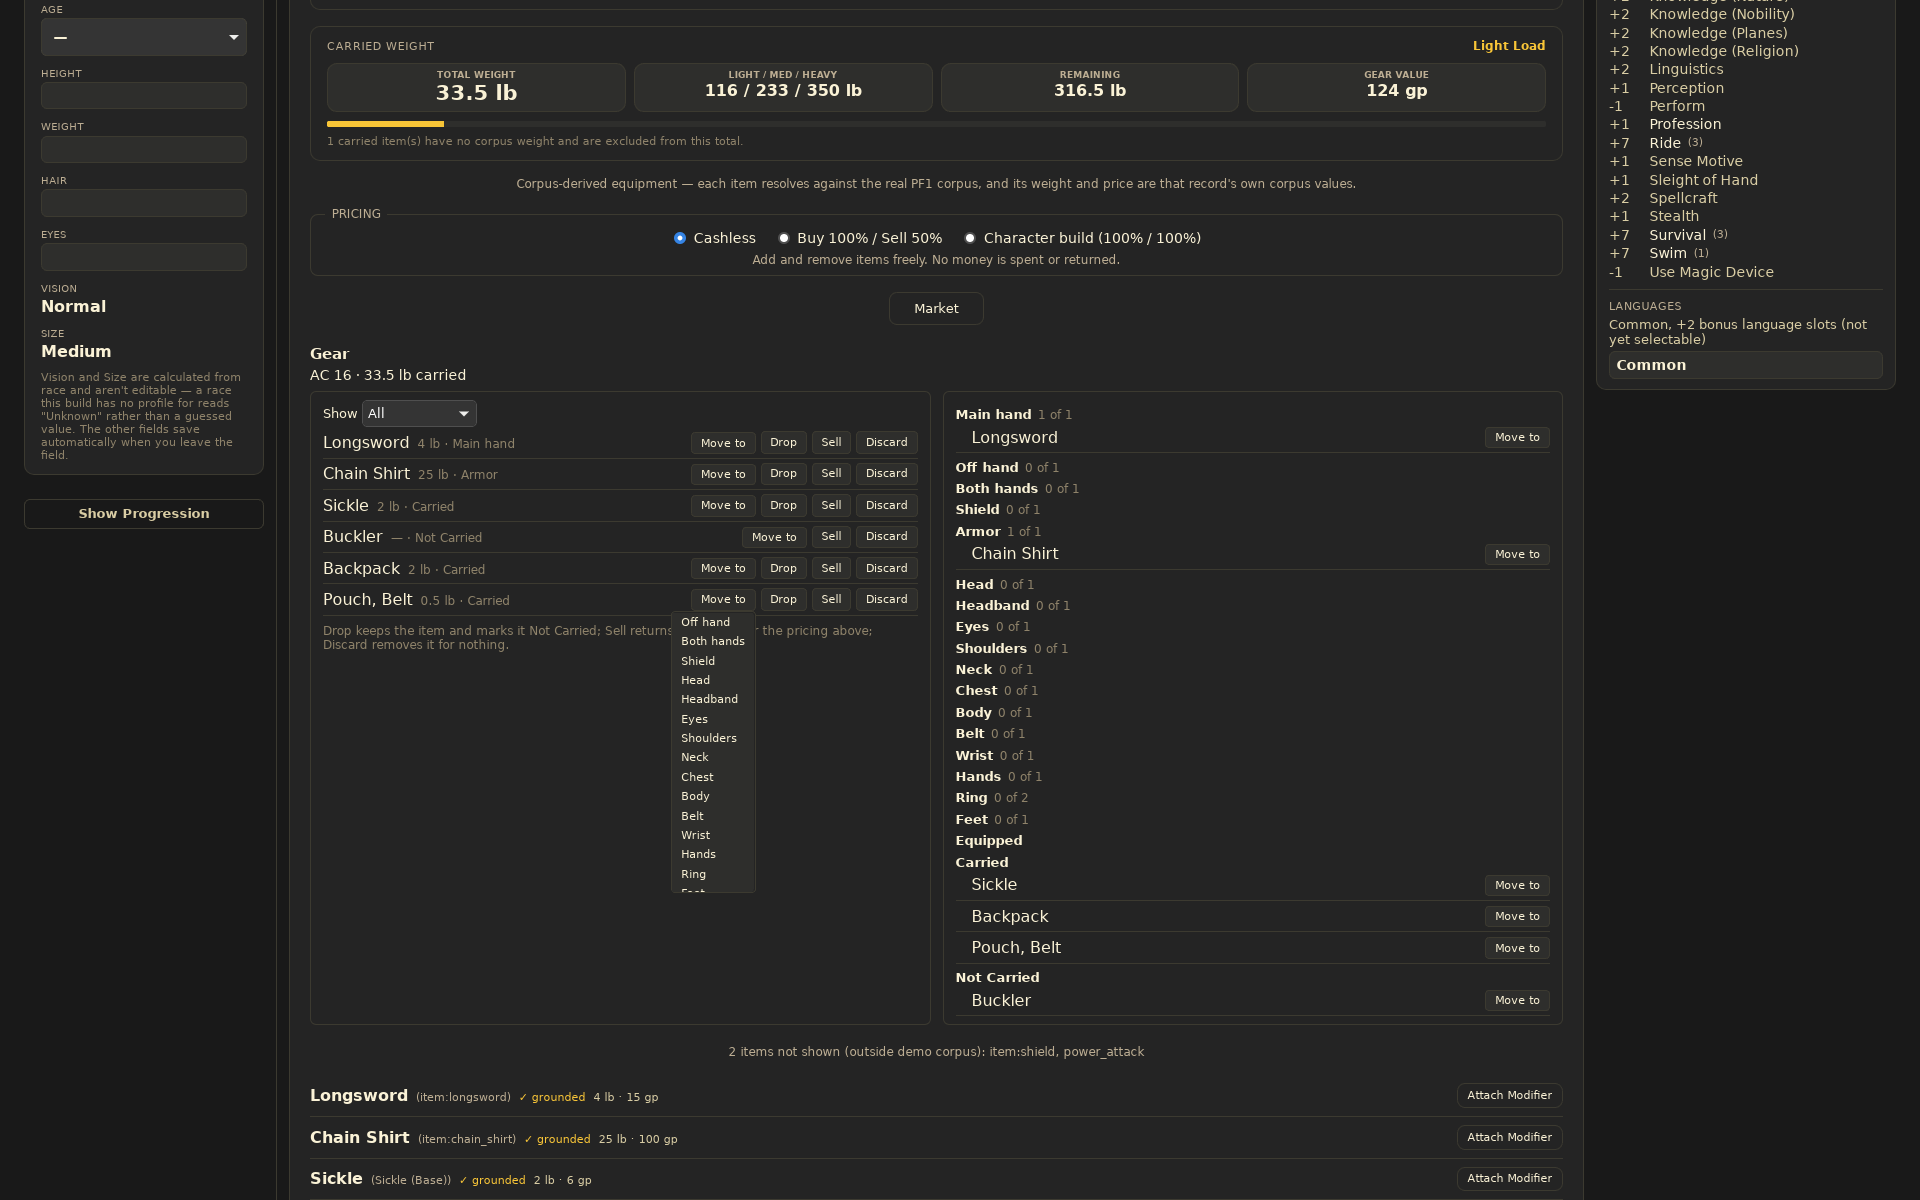 AGE
—
HEIGHT
WEIGHT
HAIR
EYES
VISION
Normal
SIZE
Medium
Vision and Size are calculated from
race and aren't editable — a race
this build has no profile for reads
"Unknown" rather than a guessed
value. The other fields save
automatically when you leave the
field.
Show Progression
CARRIED WEIGHT
Light Load
TOTAL WEIGHT
33.5 lb
LIGHT / MED / HEAVY
116 / 233 / 350 lb
REMAINING
316.5 lb
GEAR VALUE
124 gp
1 carried item(s) have no corpus weight and are excluded from this total.
Corpus-derived equipment — each item resolves against the real PF1 corpus, and its weight and price are that record's own corpus values.
PRICING
Cashless Buy 100% / Sell 50% Character build (100% / 100%)
Add and remove items freely. No money is spent or returned.
Market
Gear
AC 16 · 33.5 lb carried
Show All
Longsword 4 lb · Main hand Move to Drop Sell Discard
Chain Shirt 25 lb · Armor Move to Drop Sell Discard
Sickle 2 lb · Carried Move to Drop Sell Discard
Buckler — · Not Carried Move to Sell Discard
Backpack 2 lb · Carried Move to Drop Sell Discard
Pouch, Belt 0.5 lb · Carried Move to Drop Sell Discard
Drop keeps the item and marks it Not Carried; Sell returns the pricing above;
Discard removes it for nothing.
Off hand
Both hands
Shield
Head
Headband
Eyes
Shoulders
Neck
Chest
Body
Belt
Wrist
Hands
Ring
Main hand 1 of 1
Longsword Move to
Off hand 0 of 1
Both hands 0 of 1
Shield 0 of 1
Armor 1 of 1
Chain Shirt Move to
Head 0 of 1
Headband 0 of 1
Eyes 0 of 1
Shoulders 0 of 1
Neck 0 of 1
Chest 0 of 1
Body 0 of 1
Belt 0 of 1
Wrist 0 of 1
Hands 0 of 1
Ring 0 of 2
Feet 0 of 1
Equipped
Carried
Sickle Move to
Backpack Move to
Pouch, Belt Move to
Not Carried
Buckler Move to
2 items not shown (outside demo corpus): item:shield, power_attack
Longsword (item:longsword) ✓ grounded 4 lb · 15 gp Attach Modifier
Chain Shirt (item:chain_shirt) ✓ grounded 25 lb · 100 gp Attach Modifier
Sickle (Sickle (Base)) ✓ grounded 2 lb · 6 gp Attach Modifier
+2 Knowledge (Nobility)
+2 Knowledge (Planes)
+2 Knowledge (Religion)
+2 Linguistics
+1 Perception
-1 Perform
+1 Profession
+7 Ride (3)
+1 Sense Motive
+1 Sleight of Hand
+2 Spellcraft
+1 Stealth
+7 Survival (3)
+7 Swim (1)
-1 Use Magic Device
LANGUAGES
Common, +2 bonus language slots (not
yet selectable)
Common